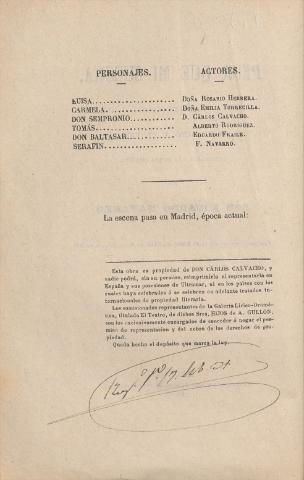 PERSONAJES. ACTORES.
LUISA........ DOÑA ROSARIO HERRERA.
CARMELA........ DOÑA EMILIA TORRECILLA.
DON SEMPRONIO........ D. CÁRLOS CALVACHO.
TOMÁS........ ALBERTO RODRIGUEZ.
DON BALTASAR........ EDUARDO FRAILE.
SERAFIN........ F. NAVARRO.
La escena pasa en Madrid, época actual:
Esta obra es propiedad de DON CÁRLOS CALVACHO, y
nadie podrá, sin su permiso, reimprimirla ni representarla en
España y sus posesiones de Ultramar, ni en los países con los
cuales haya celebrados ó se celebren en adelante tratados in-
ternacionales de propiedad literaria.
Los comisionados representantes de la Galería Lírico-Dramá-
tica, titulada El Teatro, de dichos Sres. HIJOS de A. GULLÓN,
son los exclusivamente encargados de conceder ó negar el per-
miso de representacion y del cobro de los derechos de pro-
piedad.
Queda hecho el depósito que marca la ley.